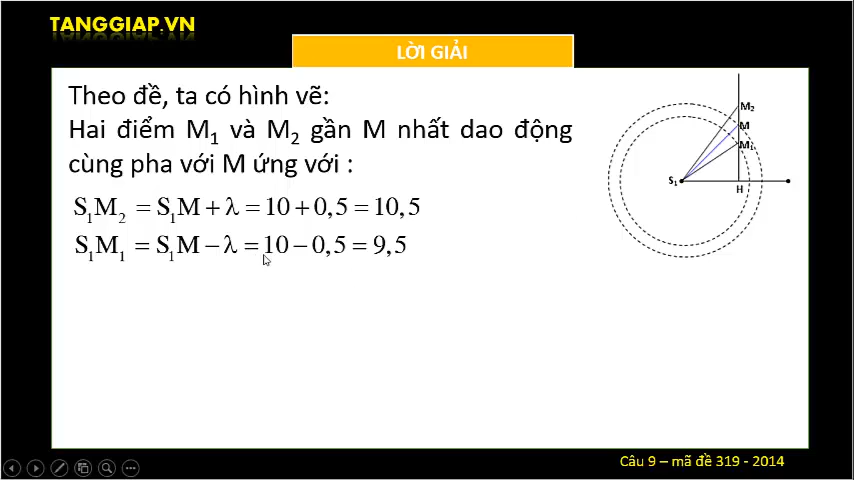 TANGGIAP.VN
LỜI GIẢI
Theo đề, ta có hình vẽ:
Hai điểm M₁ và M₂ gần M nhất dao động
cùng pha với M ứng với :
S₁M₂ = S₁M + λ = 10 + 0,5 = 10,5
S₁M₁ = S₁M − λ = 10 − 0,5 = 9,5
M₂
M
M₁
S₁
H
Câu 9 – mã đề 319 - 2014